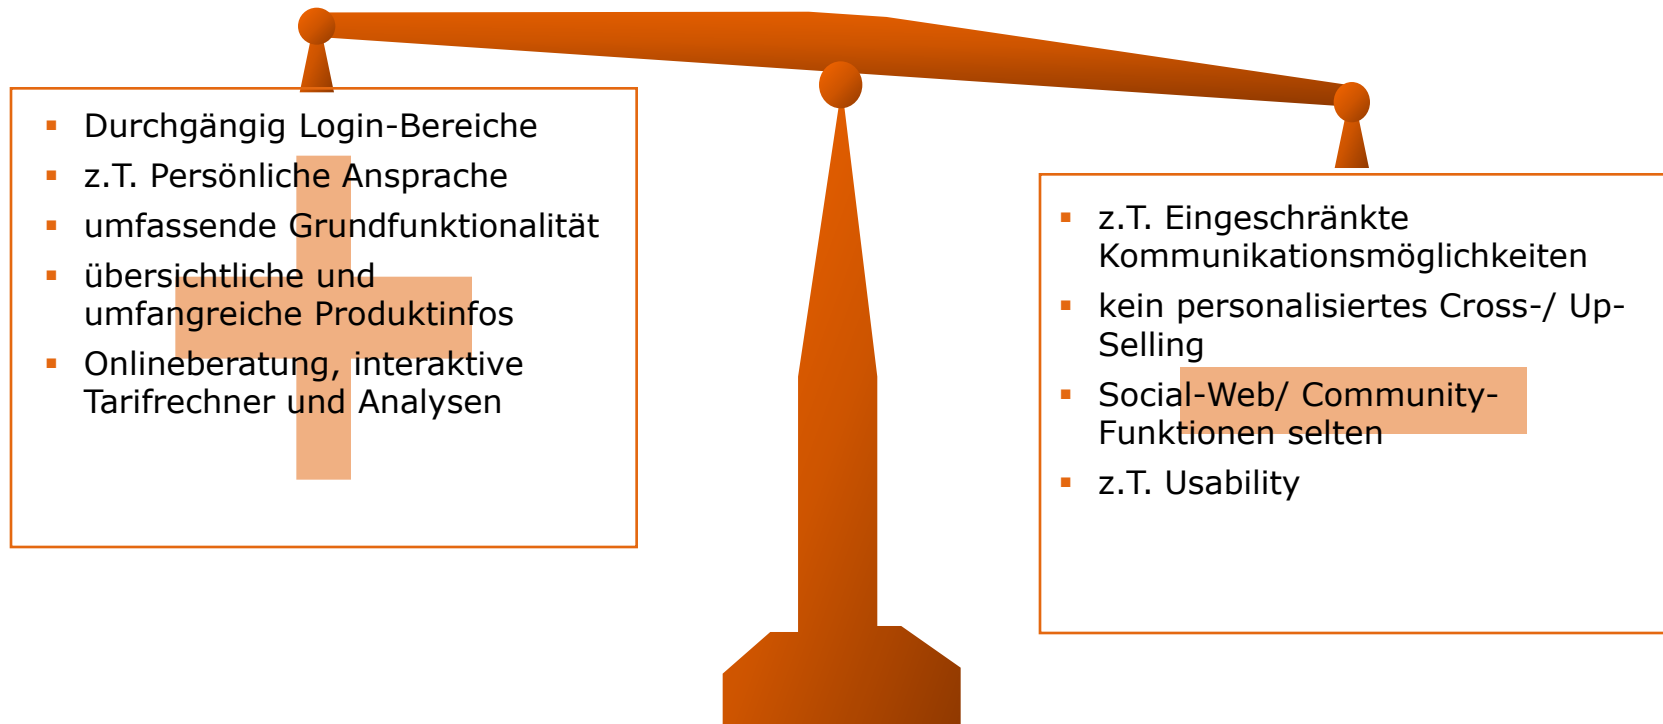 Durchgängig Login-Bereiche
z.T. Persönliche Ansprache
umfassende Grundfunktionalität
übersichtliche und
umfangreiche Produktinfos
Onlineberatung, interaktive
Tarifrechner und Analysen
z.T. Eingeschränkte
Kommunikationsmöglichkeiten
kein personalisiertes Cross-/ Up-
Selling
Social-Web/ Community-
Funktionen selten
z.T. Usability